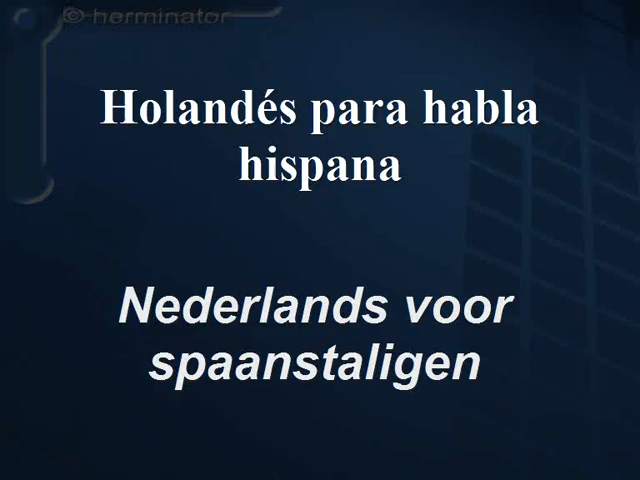 © herminator
Holandés para habla
hispana
Nederlands voor
spaanstaligen